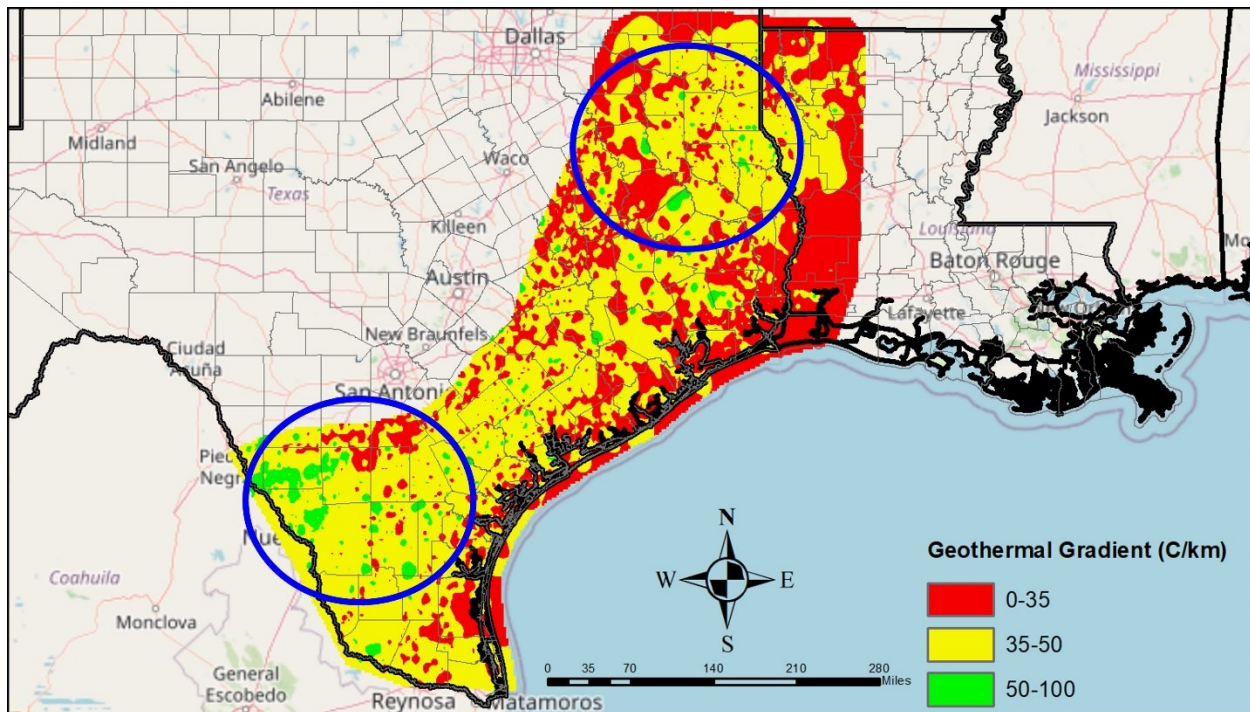 Dallas
Mississippi
Abilene
Jackson
Midland
Waco
San Angelo
Texas
Killeen
Louisiana
Austin
Baton Rouge
Lafayette
New Braunfels
Ciudad
Acuña
San Antoni
Negra
Coahuila
Monclova
General
Escobedo
Reynosa
Matamoros
N
W
E
S
0 35 70 140 210 280
Miles
Geothermal Gradient (C/km)
0-35
35-50
50-100